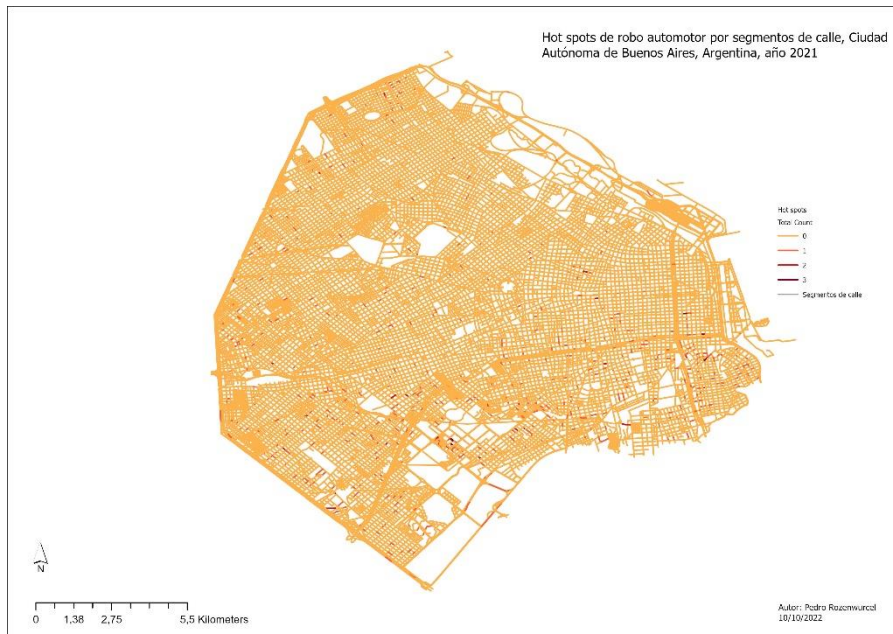 Hot spots de robo automotor por segmentos de calle, Ciudad
Autónoma de Buenos Aires, Argentina, año 2021
Hot spots
Total Count
0
1
2
3
Segmentos de calle
N
0 1,38 2,75 5,5 Kilometers
Autor: Pedro Rozenwurcel
10/10/2022